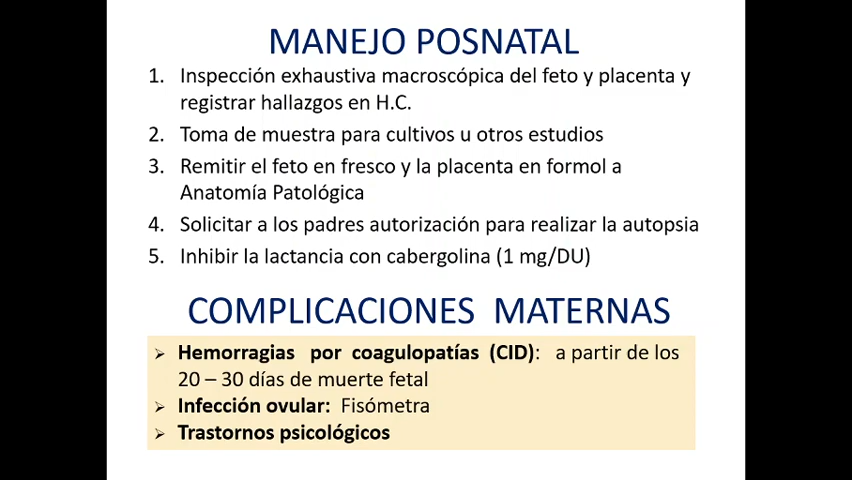 MANEJO POSNATAL
1. Inspección exhaustiva macroscópica del feto y placenta y
registrar hallazgos en H.C.
2. Toma de muestra para cultivos u otros estudios
3. Remitir el feto en fresco y la placenta en formol a
Anatomía Patológica
4. Solicitar a los padres autorización para realizar la autopsia
5. Inhibir la lactancia con cabergolina (1 mg/DU)
COMPLICACIONES MATERNAS
➢ Hemorragias por coagulopatías (CID): a partir de los
20 – 30 días de muerte fetal
➢ Infección ovular: Fisómetra
➢ Trastornos psicológicos